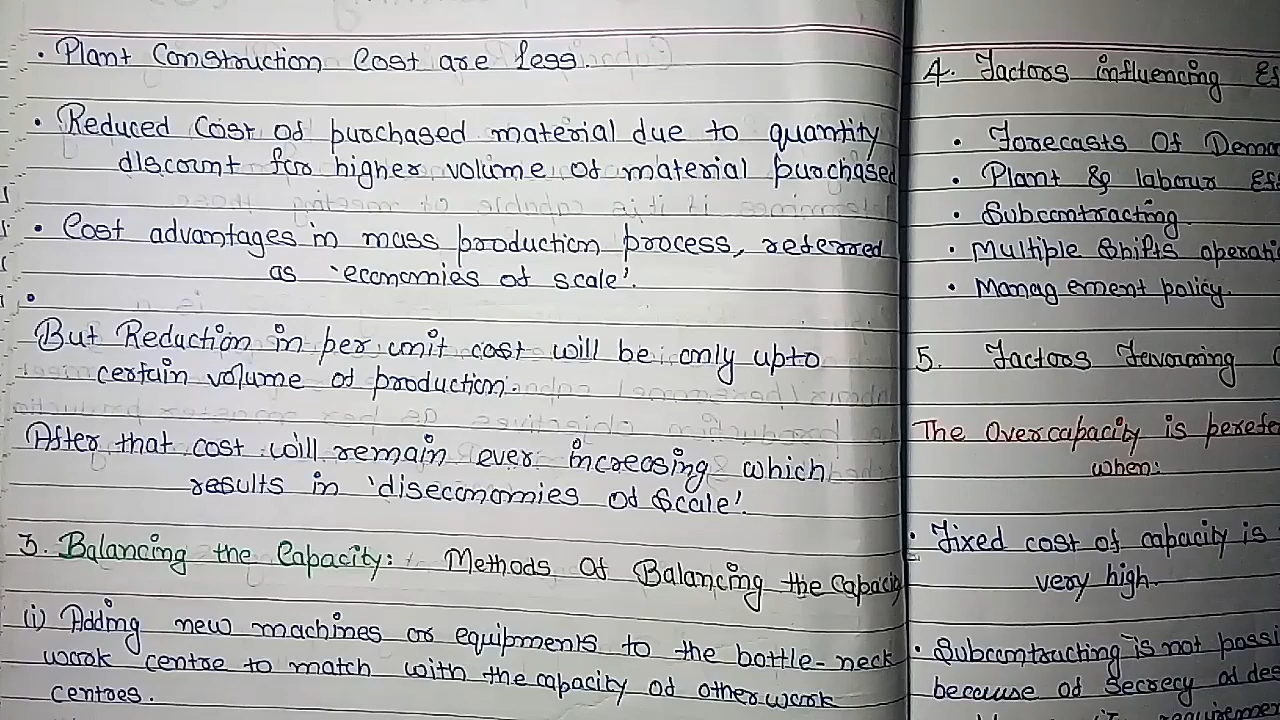 • Plant Construction Cost are less.
• Reduced Cost of purchased material due to quantity
discount for higher volume of material purchased
• Cost advantages in mass production process, referred
as 'economies of scale'.
•
But Reduction in per unit cost will be only upto
certain volume of production.
After that cost will remain ever increasing which
results in 'diseconomies of Scale'.
3. Balancing the Capacity: Methods Of Balancing the Capacity
(i) Adding new machines or equipments to the bottle-neck
work centre to match with the capacity of other work
centres.
4. Factors influencing
• Forecasts Of
• Plant & labour
• Subcontracting
• Multiple Shifts
• Management policy.
5. Factors Favouring
The Overcapacity is
when:
• Fixed cost of capacity is
very high.
• Subcontracting is not
because of Secrecy of